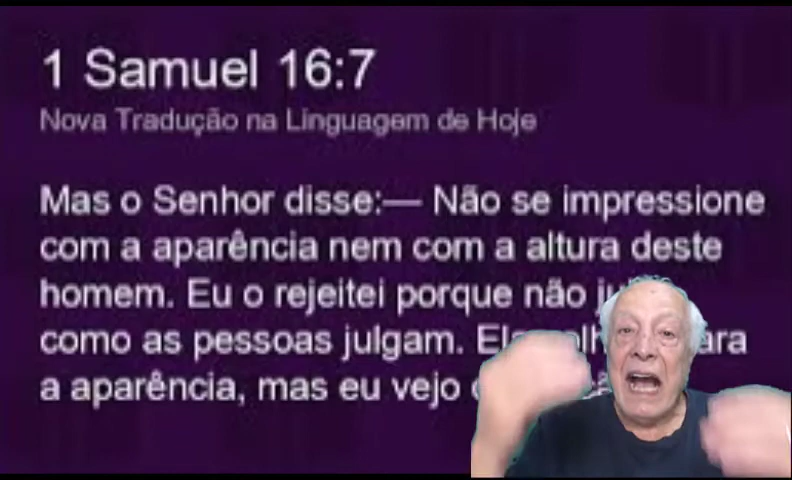 1 Samuel 16:7
Nova Tradução na Linguagem de Hoje
Mas o Senhor disse:— Não se impressione
com a aparência nem com a altura deste
homem. Eu o rejeitei porque não
como as pessoas julgam.
a aparência, mas eu vejo